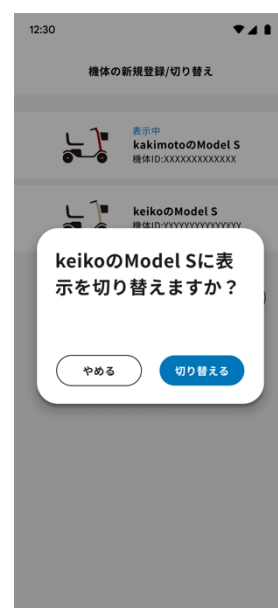 12:30
機体の新規登録/切り替え
表示中
kakimotoのModel S
機体ID:XXXXXXXXXXXXX
keikoのModel S
機体ID:YYYYYYYYYYYYYY
keikoのModel Sに表
示を切り替えますか？
やめる
切り替える